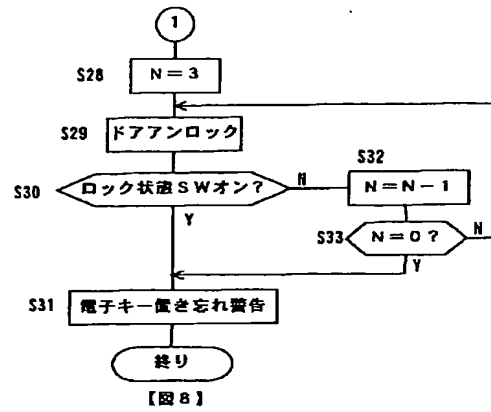 1
S28 N=3
S29 ドアアンロック
S30 ロック状態SWオン? N
Y
S32
N=N-1
S33 N=0? N
Y
S31 電子キー置き忘れ警告
終り
【図8】